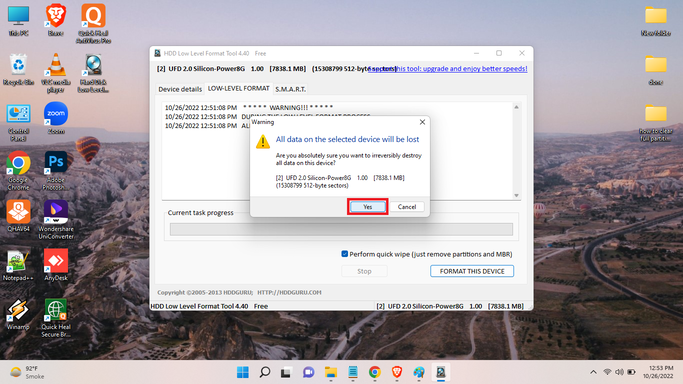 This PC
Brave
Quick Heal
AntiVirus Pro
New folder
HDD Low Level Format Tool 4.40 Free
[2] UFD 2.0 Silicon-Power8G 1.00 [7838.1 MB] (15308799 512-byte sectors)
this tool: upgrade and enjoy better speeds!
Device details
LOW-LEVEL FORMAT
S.M.A.R.T.
Recycle Bin
VLC media
player
Hard Disk
Low Level...
done
10/26/2022 12:51:08 PM * * * * * WARNING!!! * * * * *
10/26/2022 12:51:08 PM DURING THE LOW-LEVEL FORMAT PROCESS
10/26/2022 12:51:08 PM
Warning
All data on the selected device will be lost
Are you absolutely sure you want to irreversibly destroy
all data on this device?
[2] UFD 2.0 Silicon-Power8G 1.00 [7838.1 MB]
(15308799 512-byte sectors)
Yes
Cancel
Control
Panel
Zoom
how to clear
full partiti...
Google
Chrome
Adobe
Photosh...
QHAV64
Wondershare
UniConverter
Current task progress
Notepad++
AnyDesk
Perform quick wipe (just remove partitions and MBR)
Stop
FORMAT THIS DEVICE
Copyright ©2005-2013 HDDGURU; HTTP://HDDGURU.COM
HDD Low Level Format Tool 4.40 Free
[2] UFD 2.0 Silicon-Power8G 1.00 [7838.1 MB]
Winamp
Quick Heal
Secure Br...
92°F
Smoke
12:53 PM
10/26/2022